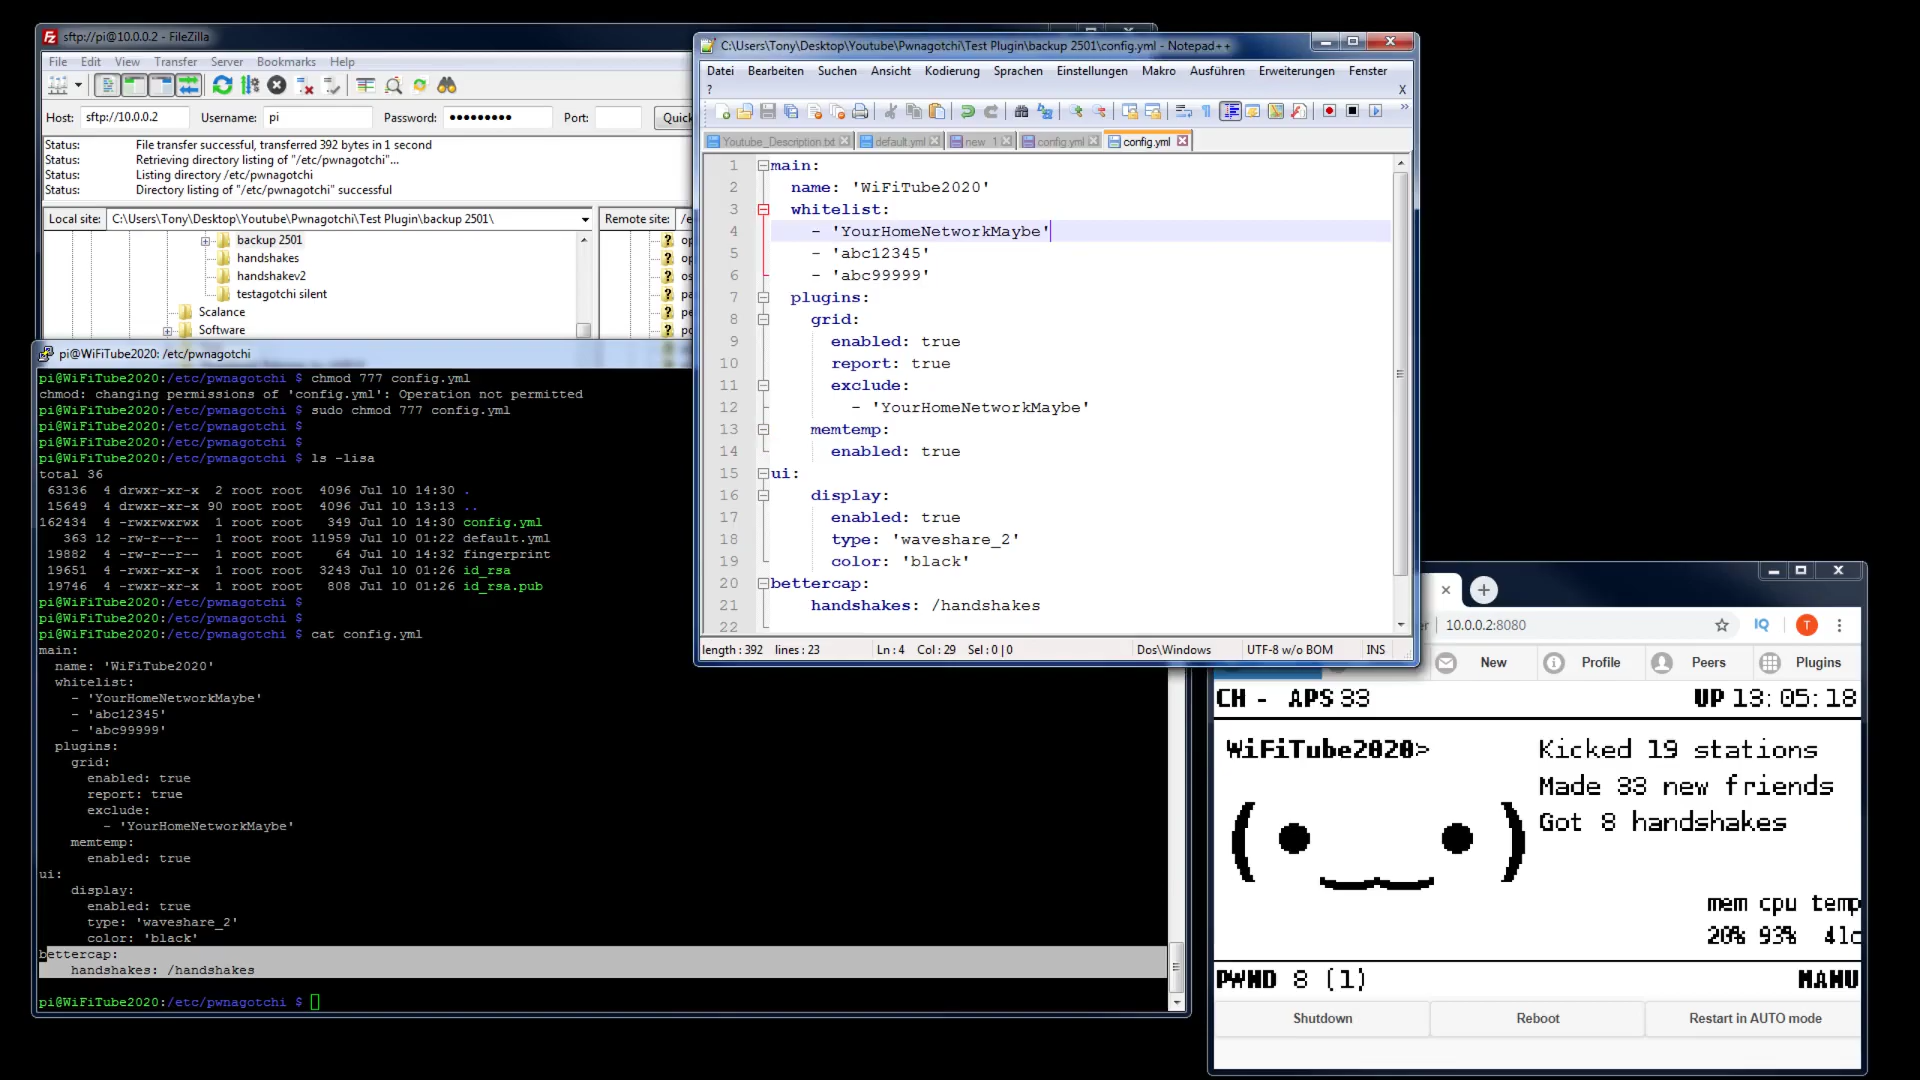 sftp://pi@10.0.0.2 - FileZilla
File Edit View Transfer Server Bookmarks Help
Host: sftp://10.0.0.2 Username: pi Password: ●●●●●●●●● Port: Quick
Status: File transfer successful, transferred 392 bytes in 1 second
Status: Retrieving directory listing of "/etc/pwnagotchi"...
Status: Listing directory /etc/pwnagotchi
Status: Directory listing of "/etc/pwnagotchi" successful
Local site: C:\Users\Tony\Desktop\Youtube\Pwnagotchi\Test Plugin\backup 2501\
Remote site: /e
backup 2501
handshakes
handshakev2
testagotchi silent
Scalance
Software
op
op
os
pa
pe
po
pi@WiFiTube2020: /etc/pwnagotchi
pi@WiFiTube2020:/etc/pwnagotchi $ chmod 777 config.yml
chmod: changing permissions of 'config.yml': Operation not permitted
pi@WiFiTube2020:/etc/pwnagotchi $ sudo chmod 777 config.yml
pi@WiFiTube2020:/etc/pwnagotchi $
pi@WiFiTube2020:/etc/pwnagotchi $
pi@WiFiTube2020:/etc/pwnagotchi $ ls -lisa
total 36
63136 4 drwxr-xr-x 2 root root 4096 Jul 10 14:30 .
15649 4 drwxr-xr-x 90 root root 4096 Jul 10 13:13 ..
162434 4 -rwxrwxrwx 1 root root 349 Jul 10 14:30 config.yml
363 12 -rw-r--r-- 1 root root 11959 Jul 10 01:22 default.yml
19882 4 -rw-r--r-- 1 root root 64 Jul 10 14:32 fingerprint
19651 4 -rwxr-xr-x 1 root root 3243 Jul 10 01:26 id_rsa
19746 4 -rwxr-xr-x 1 root root 808 Jul 10 01:26 id_rsa.pub
pi@WiFiTube2020:/etc/pwnagotchi $
pi@WiFiTube2020:/etc/pwnagotchi $
pi@WiFiTube2020:/etc/pwnagotchi $ cat config.yml
main:
name: 'WiFiTube2020'
whitelist:
- 'YourHomeNetworkMaybe'
- 'abc12345'
- 'abc99999'
plugins:
grid:
enabled: true
report: true
exclude:
- 'YourHomeNetworkMaybe'
memtemp:
enabled: true
ui:
display:
enabled: true
type: 'waveshare_2'
color: 'black'
bettercap:
handshakes: /handshakes
pi@WiFiTube2020:/etc/pwnagotchi $
C:\Users\Tony\Desktop\Youtube\Pwnagotchi\Test Plugin\backup 2501\config.yml - Notepad++
Datei Bearbeiten Suchen Ansicht Kodierung Sprachen Einstellungen Makro Ausführen Erweiterungen Fenster
? X
Youtube_Description.txt default.yml new 1 config.yml config.yml
1 main:
2 name: 'WiFiTube2020'
3 whitelist:
4 - 'YourHomeNetworkMaybe'
5 - 'abc12345'
6 - 'abc99999'
7 plugins:
8 grid:
9 enabled: true
10 report: true
11 exclude:
12 - 'YourHomeNetworkMaybe'
13 memtemp:
14 enabled: true
15 ui:
16 display:
17 enabled: true
18 type: 'waveshare_2'
19 color: 'black'
20 bettercap:
21 handshakes: /handshakes
22
length : 392 lines : 23 Ln : 4 Col : 29 Sel : 0 | 0 Dos\Windows UTF-8 w/o BOM INS
10.0.0.2:8080 IQ T
New Profile Peers Plugins
CH - APS 33 UP 13:05:18
WiFiTube2020>
Kicked 19 stations
Made 33 new friends
Got 8 handshakes
mem cpu temp
20% 93% 41c
PWND 8 (1) MANU
Shutdown Reboot Restart in AUTO mode